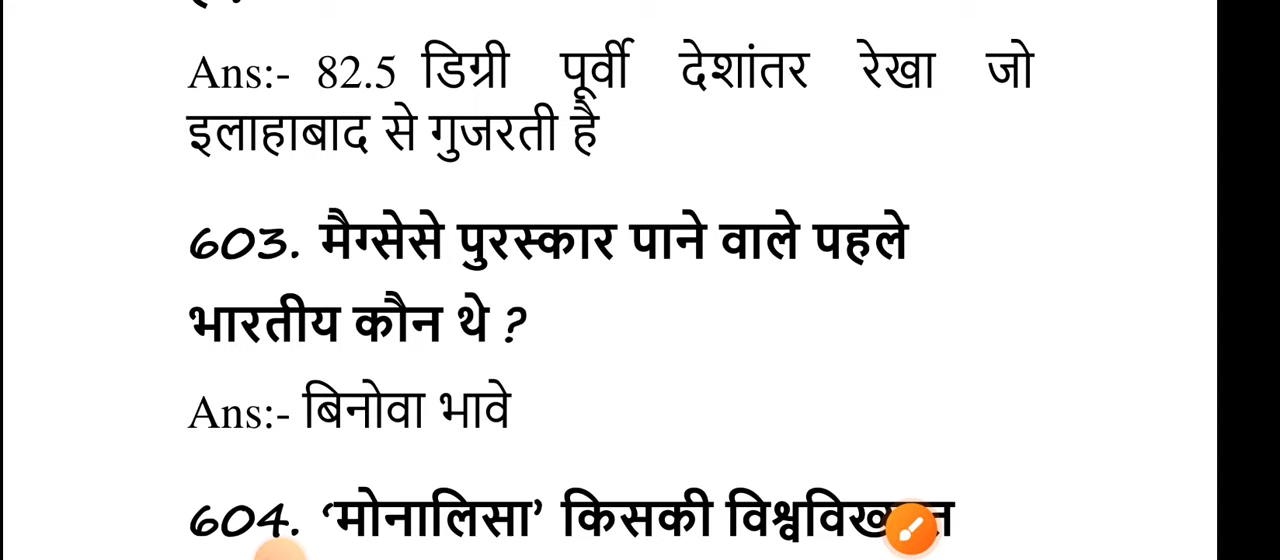 Ans:- 82.5 डिग्री पूर्वी देशांतर रेखा जो
इलाहाबाद से गुजरती है
603. मैग्सेसे पुरस्कार पाने वाले पहले
भारतीय कौन थे ?
Ans:- बिनोवा भावे
604. ‘मोनालिसा’ किसकी